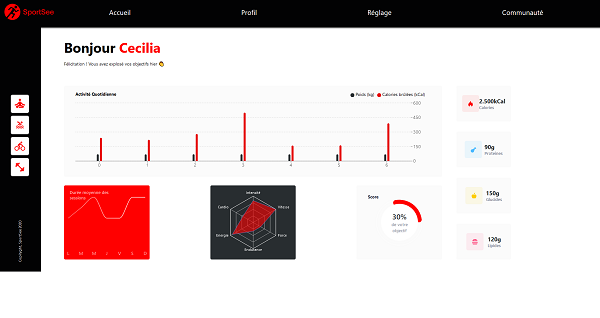 SportSee
Accueil
Profil
Réglage
Communauté
Bonjour Cecilia
Félicitation ! Vous avez explosé vos objectifs hier 👏
Activité Quotidienne
Poids (kg)
Calories brûlées (kCal)
600
450
300
150
0
0 1 2 3 4 5 6
2.500kCal
Calories
90g
Protéines
150g
Glucides
120g
Lipides
Durée moyenne des
sessions
L M M J V S D
Intensité
Vitesse
Force
Endurance
Energie
Cardio
Score
30%
de votre
objectif
Copiryght, SportSee 2020